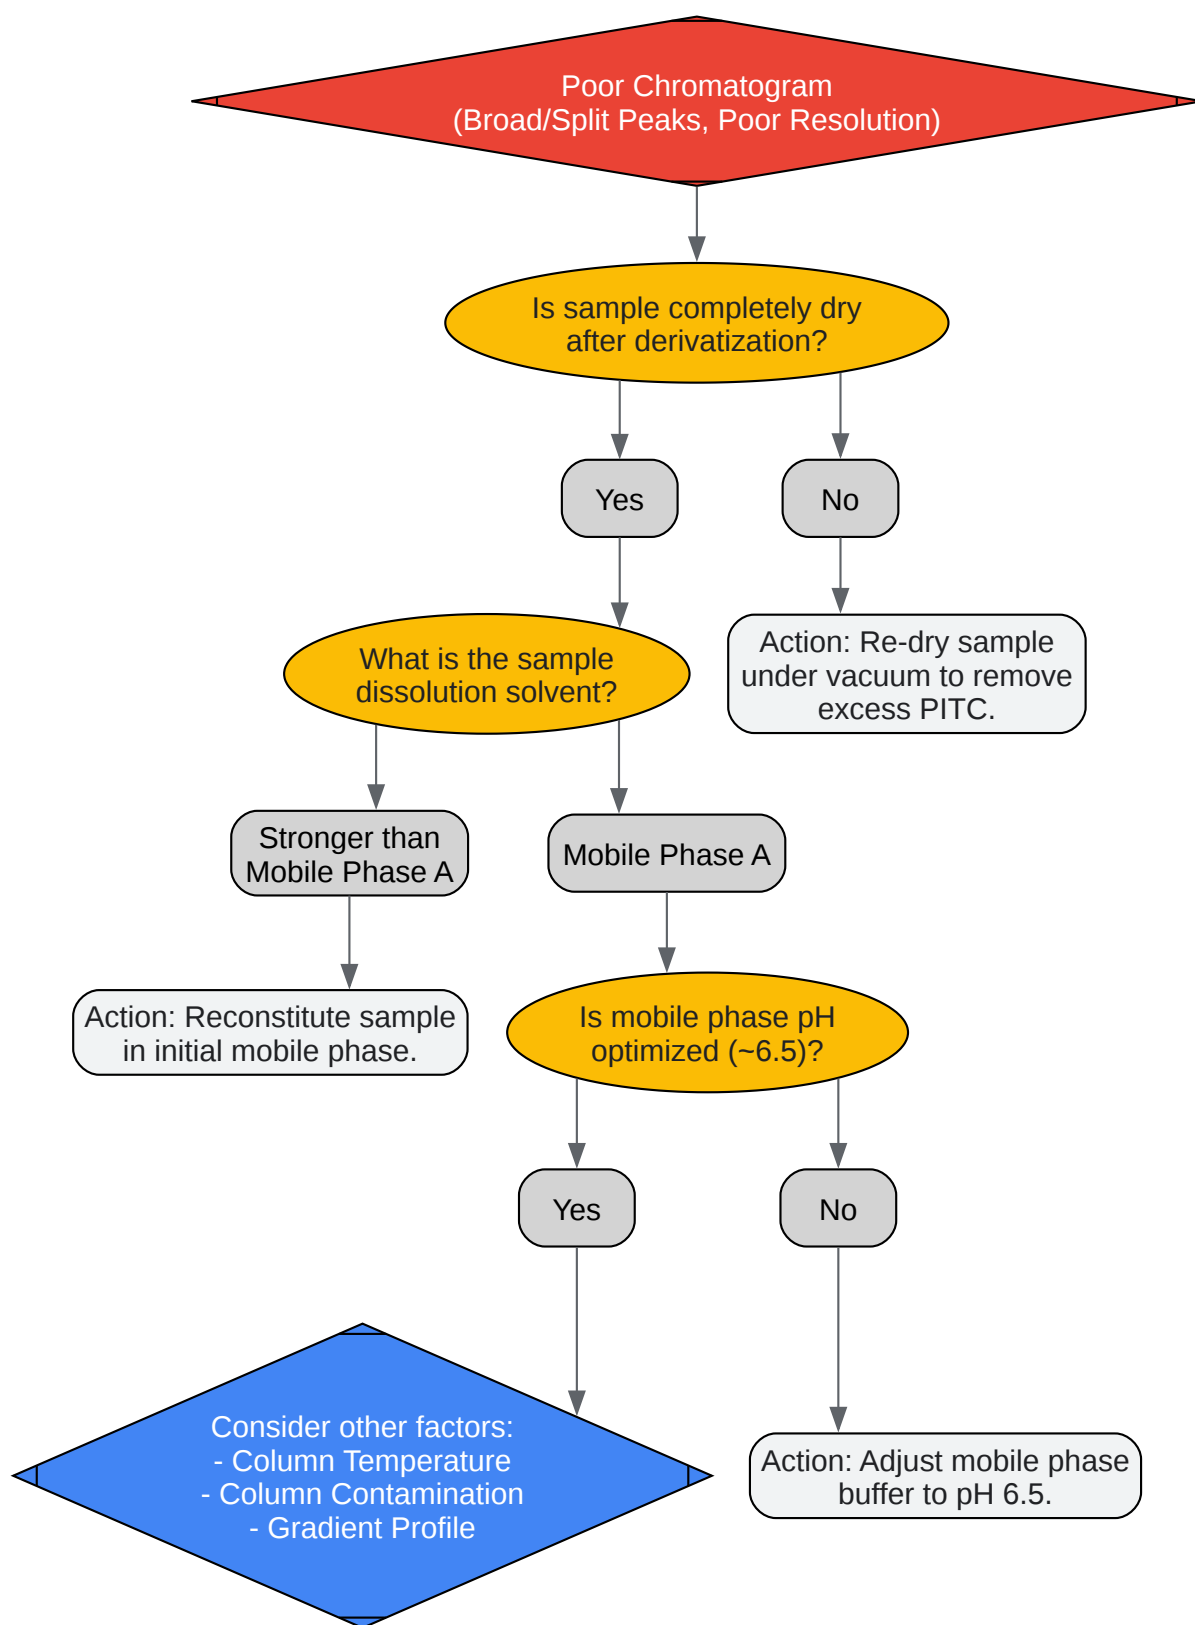 Poor Chromatogram
(Broad/Split Peaks, Poor Resolution)
Is sample completely dry
after derivatization?
Yes
No
What is the sample
dissolution solvent?
Action: Re-dry sample
under vacuum to remove
excess PITC.
Stronger than
Mobile Phase A
Mobile Phase A
Action: Reconstitute sample
in initial mobile phase.
Is mobile phase pH
optimized (~6.5)?
Yes
No
Consider other factors:
- Column Temperature
- Column Contamination
- Gradient Profile
Action: Adjust mobile phase
buffer to pH 6.5.